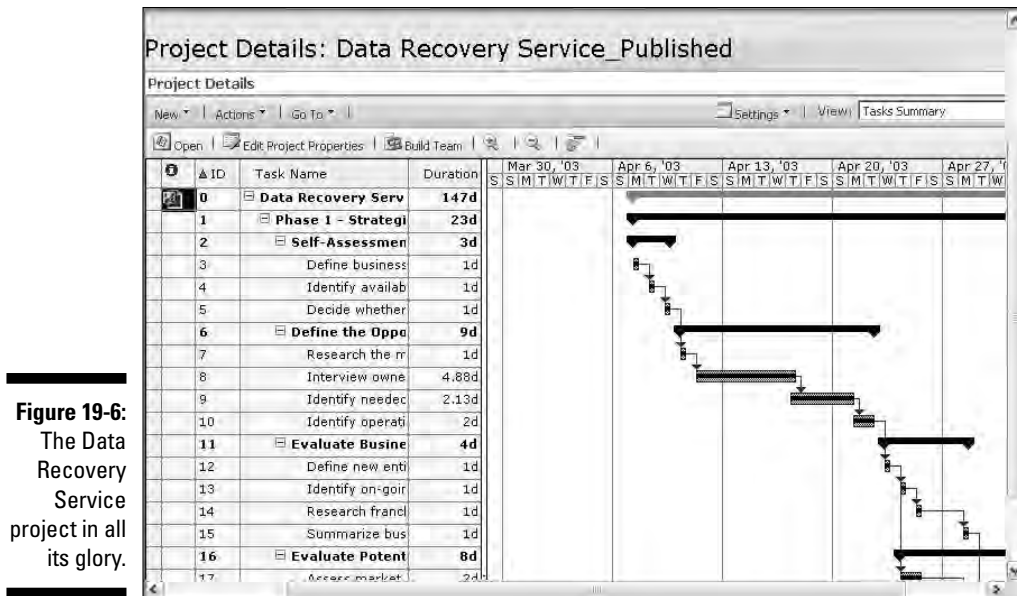 Project Details: Data Recovery Service_Published
Project Details
New | Actions | Go To | Settings | View: Tasks Summary
Open | Edit Project Properties | Build Team | | |
ID Task Name Duration Mar 30, '03 Apr 6, '03 Apr 13, '03 Apr 20, '03 Apr 27, '
S S M T W T F S S M T W T F S S M T W T F S S M T W T F S S M T W
0 Data Recovery Serv 147d
1 Phase 1 - Strategi 23d
2 Self-Assessmen 3d
3 Define business 1d
4 Identify availab 1d
5 Decide whether 1d
6 Define the Oppo 9d
7 Research the m 1d
8 Interview owne 4.88d
9 Identify needec 2.13d
10 Identify operati 2d
11 Evaluate Busine 4d
12 Define new enti 1d
13 Identify on-goir 1d
14 Research francl 1d
15 Summarize bus 1d
16 Evaluate Potent 8d
17 Assess market 2d
Figure 19-6:
The Data
Recovery
Service
project in all
its glory.